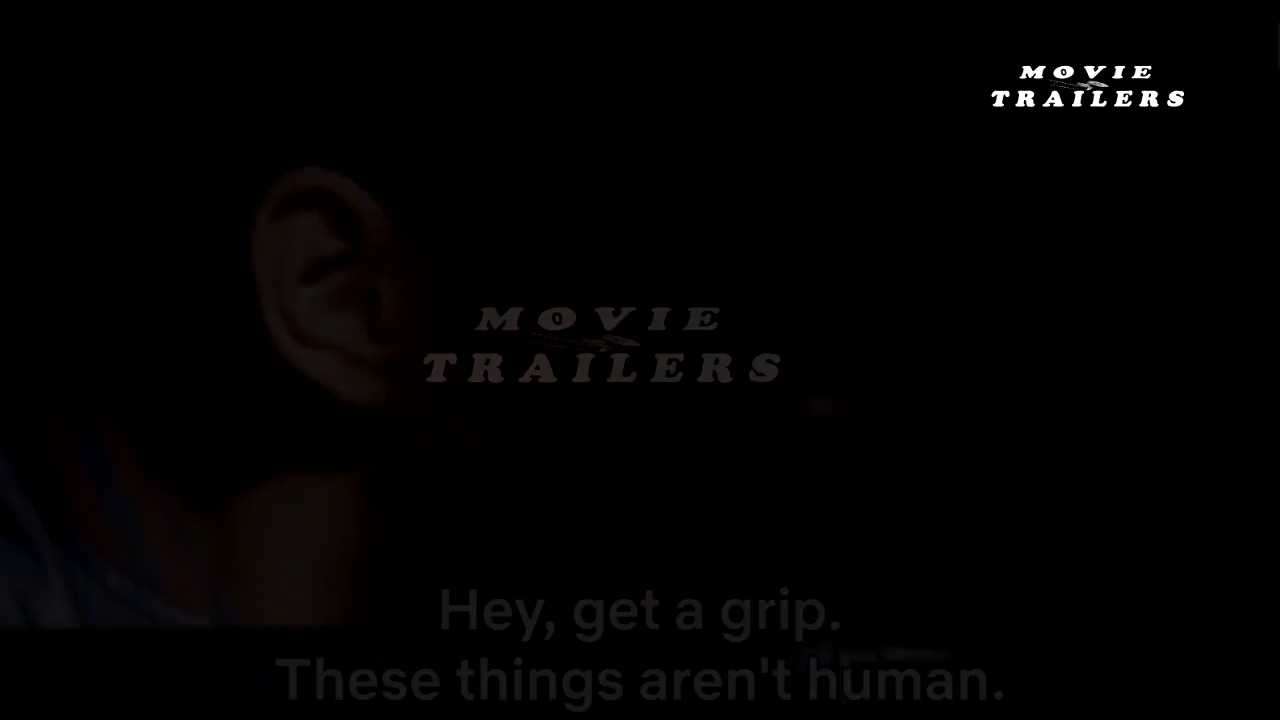 MOVIE
TRAILERS
MOVIE
TRAILERS
Hey, get a grip.
These things aren't human.